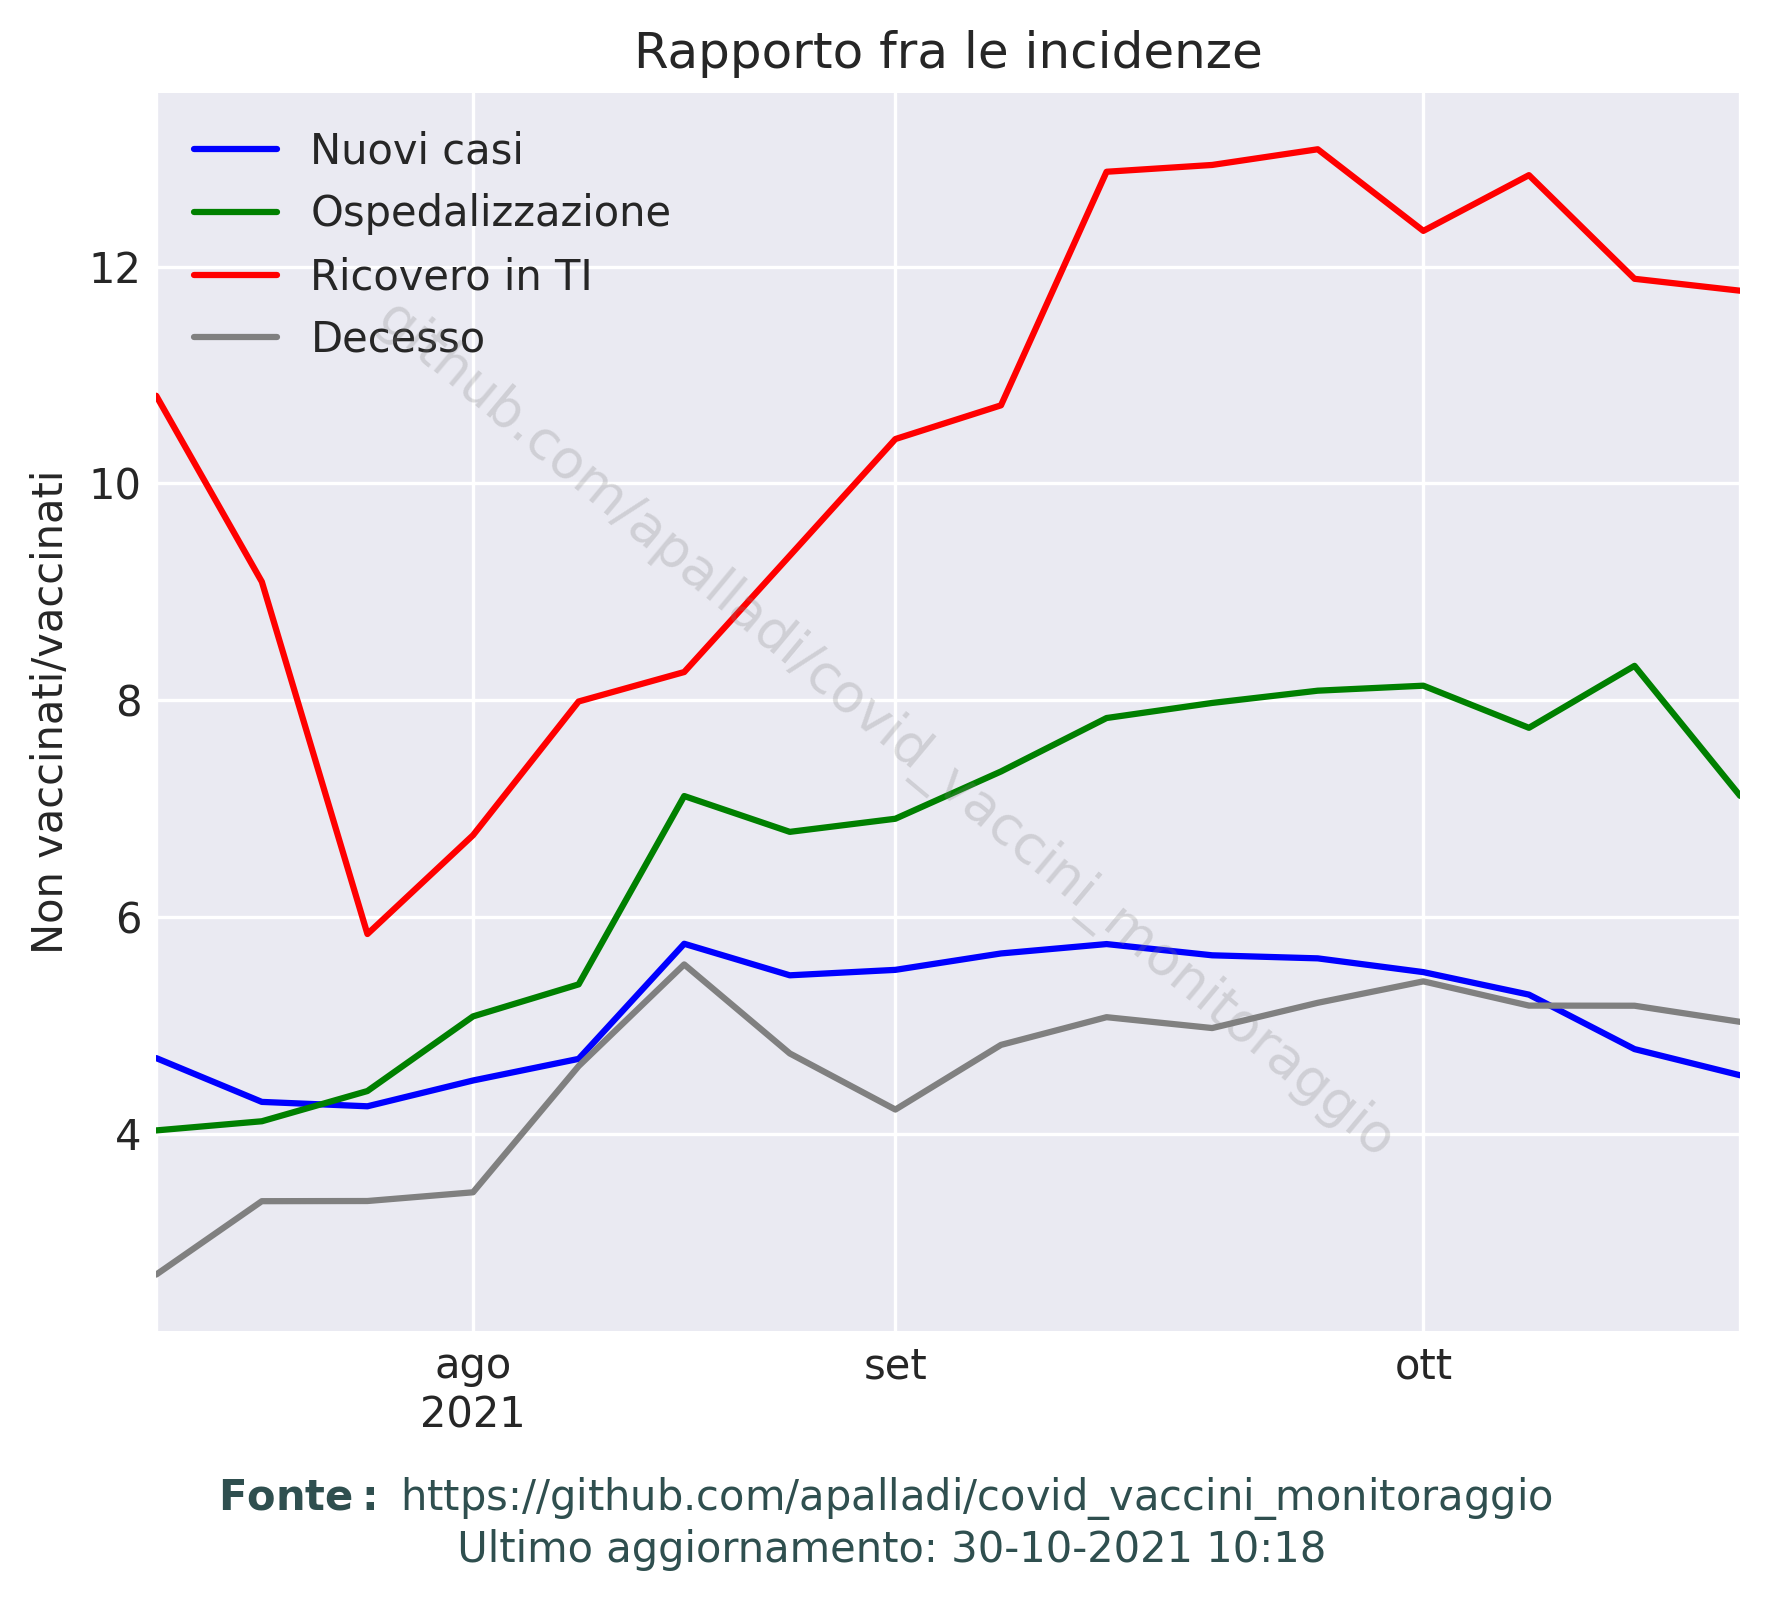 Rapporto fra le incidenze
Nuovi casi
Ospedalizzazione
Ricovero in TI
Decesso
12
10
8
6
4
Non vaccinati/vaccinati
github.com/apalladi/covid_vaccini_monitoraggio
ago
2021
set
ott
Fonte: https://github.com/apalladi/covid_vaccini_monitoraggio
Ultimo aggiornamento: 30-10-2021 10:18